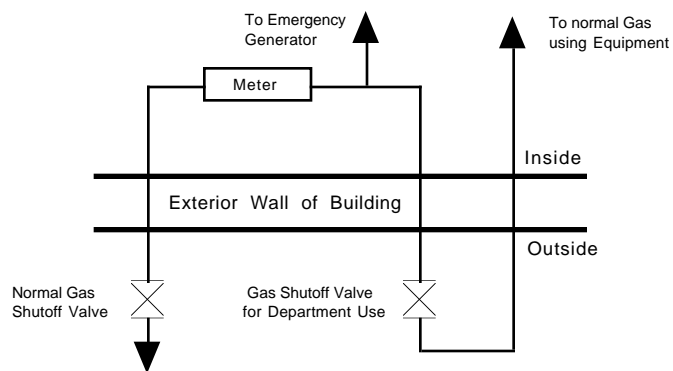 To Emergency
Generator
To normal Gas
using Equipment
Meter
Inside
Exterior Wall of Building
Outside
Normal Gas
Shutoff Valve
Gas Shutoff Valve
for Department Use